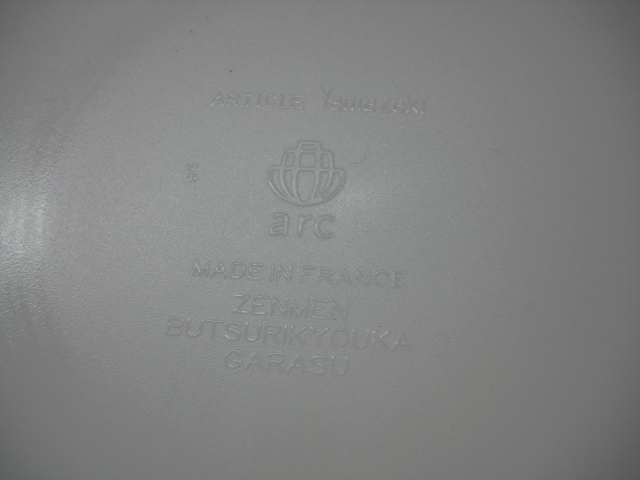 ARTICLE Yamazaki
arc
MADE IN FRANCE
ZENMEN
BUTSURIKYOUKA
GARASU